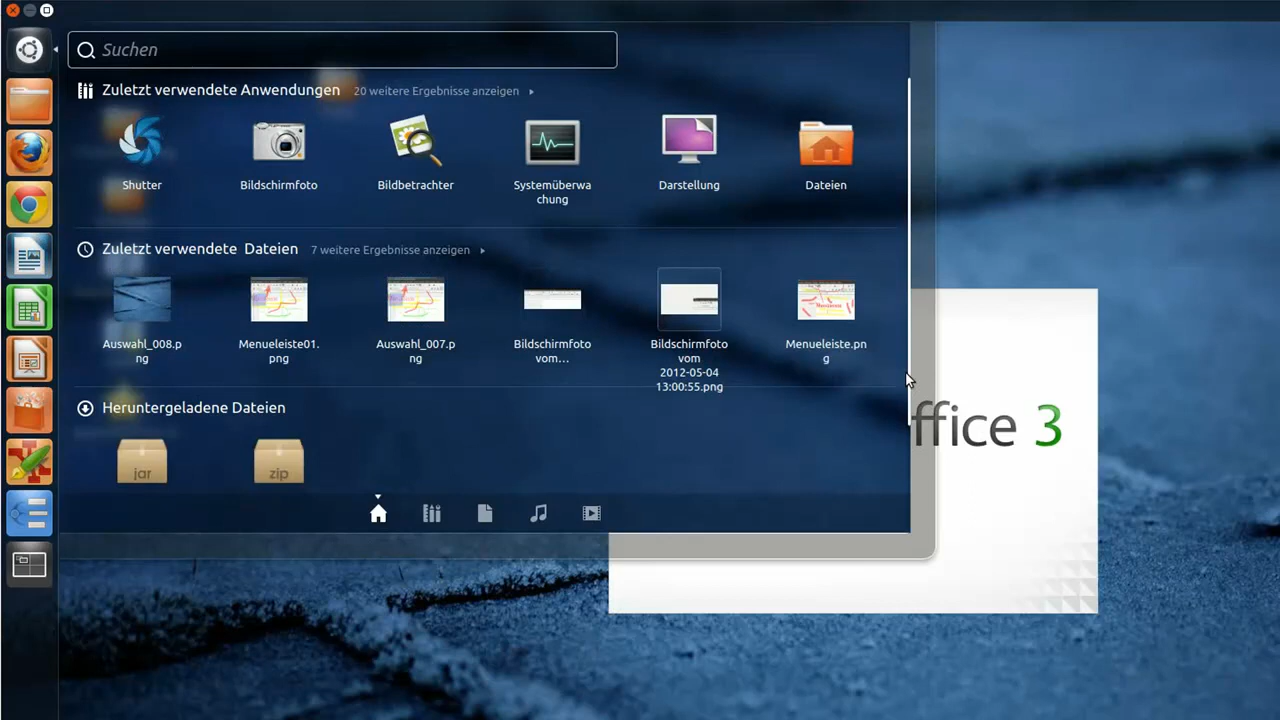 Suchen
Zuletzt verwendete Anwendungen 20 weitere Ergebnisse anzeigen
Shutter
Bildschirmfoto
Bildbetrachter
Systemüberwa
chung
Darstellung
Dateien
Zuletzt verwendete Dateien 7 weitere Ergebnisse anzeigen
Auswahl_008.p
ng
Menueleiste01.
png
Auswahl_007.p
ng
Bildschirmfoto
vom...
Bildschirmfoto
vom
2012-05-04
13:00:55.png
Menueleiste.pn
g
Heruntergeladene Dateien
jar
zip
ffice 3